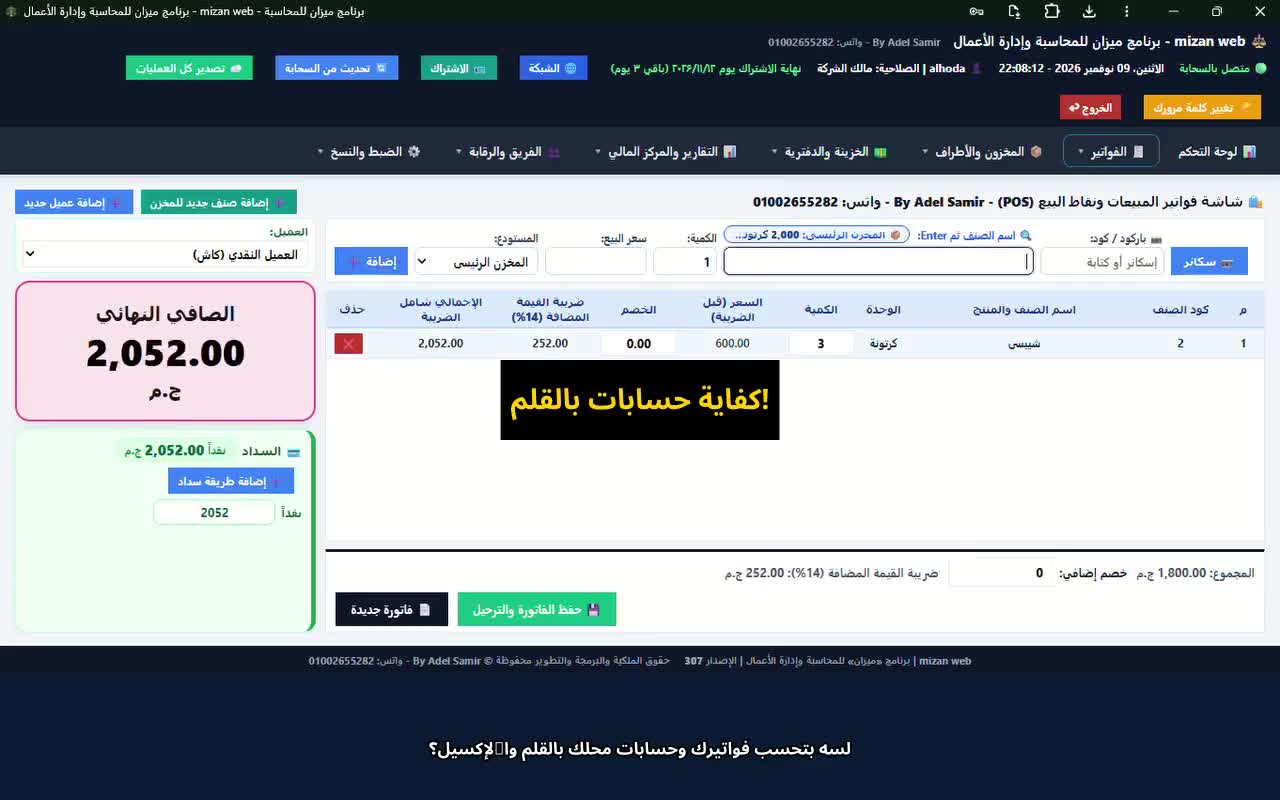 برنامج ميزان للمحاسبة - mizan web - برنامج ميزان للمحاسبة وإدارة الأعمال
mizan web - برنامج ميزان للمحاسبة وإدارة الأعمال By Adel Samir - واتس: 01002655282
متصل بالسحابة الاثنين، 09 نوفمبر 2026 - 22:08:12 alhoda | الصلاحية: مالك الشركة نهاية الاشتراك يوم ٢٠٢۶/١١/١٢ (باقي ٣ يوم) الشبكة الاشتراك تحديث من السحابة تصدير كل العمليات
تغيير كلمة مرورك الخروج
لوحة التحكم الفواتير المخزون والأطراف الخزينة والدفترية التقارير والمركز المالي الفريق والرقابة الضبط والنسخ
شاشة فواتير المبيعات ونقاط البيع (POS) - By Adel Samir - واتس: 01002655282
إضافة صنف جديد للمخزن إضافة عميل جديد
باركود / كود: اسم الصنف ثم Enter: المخزن الرئيسي: 2,000 كرتون... الكمية: سعر البيع: المستودع:
سكانر إسكانر أو كتابة 1 المخزن الرئيسي إضافة
م كود الصنف اسم الصنف والمنتج الوحدة الكمية السعر (قبل الضريبة) الخصم ضريبة القيمة المضافة (14%) الإجمالي شامل الضريبة حذف
1 2 شيبسي كرتونة 3 600.00 0.00 252.00 2,052.00
كفاية حسابات بالقلم!
المجموع: 1,800.00 ج.م خصم إضافي: 0 ضريبة القيمة المضافة (14%): 252.00 ج.م
حفظ الفاتورة والترحيل فاتورة جديدة
العميل:
العميل النقدي (كاش)
الصافي النهائي
2,052.00
ج.م
السداد نقداً 2,052.00 ج.م
إضافة طريقة سداد
نقداً 2052
mizan web | برنامج «ميزان» للمحاسبة وإدارة الأعمال | الإصدار 307 حقوق الملكية والبرمجة والتطوير محفوظة © By Adel Samir - واتس: 01002655282
لسه بتحسب فواتيرك وحسابات محلك بالقلم والإكسيل؟